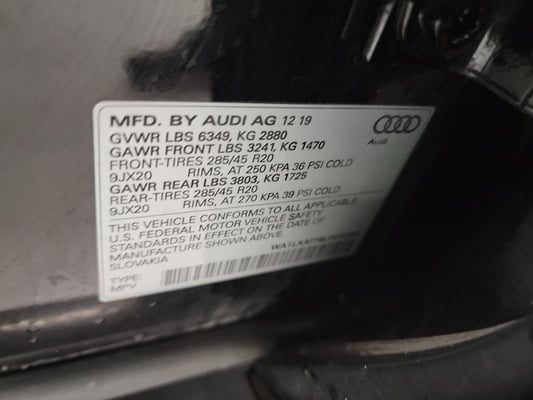 MFD. BY AUDI AG 12 19
GVWR LBS 6349, KG 2880
GAWR FRONT LBS 3241, KG 1470
FRONT-TIRES 285/45 R20
9JX20 RIMS, AT 250 KPA 36 PSI COLD
GAWR REAR LBS 3803, KG 1725
REAR-TIRES 285/45 R20
9JX20 RIMS, AT 270 KPA 39 PSI COLD
THIS VEHICLE CONFORMS TO ALL APPLICABLE
U.S. FEDERAL MOTOR VEHICLE SAFETY
STANDARDS IN EFFECT ON THE DATE OF
MANUFACTURE SHOWN ABOVE
SLOVAKIA
TYPE:
MPV
Audi